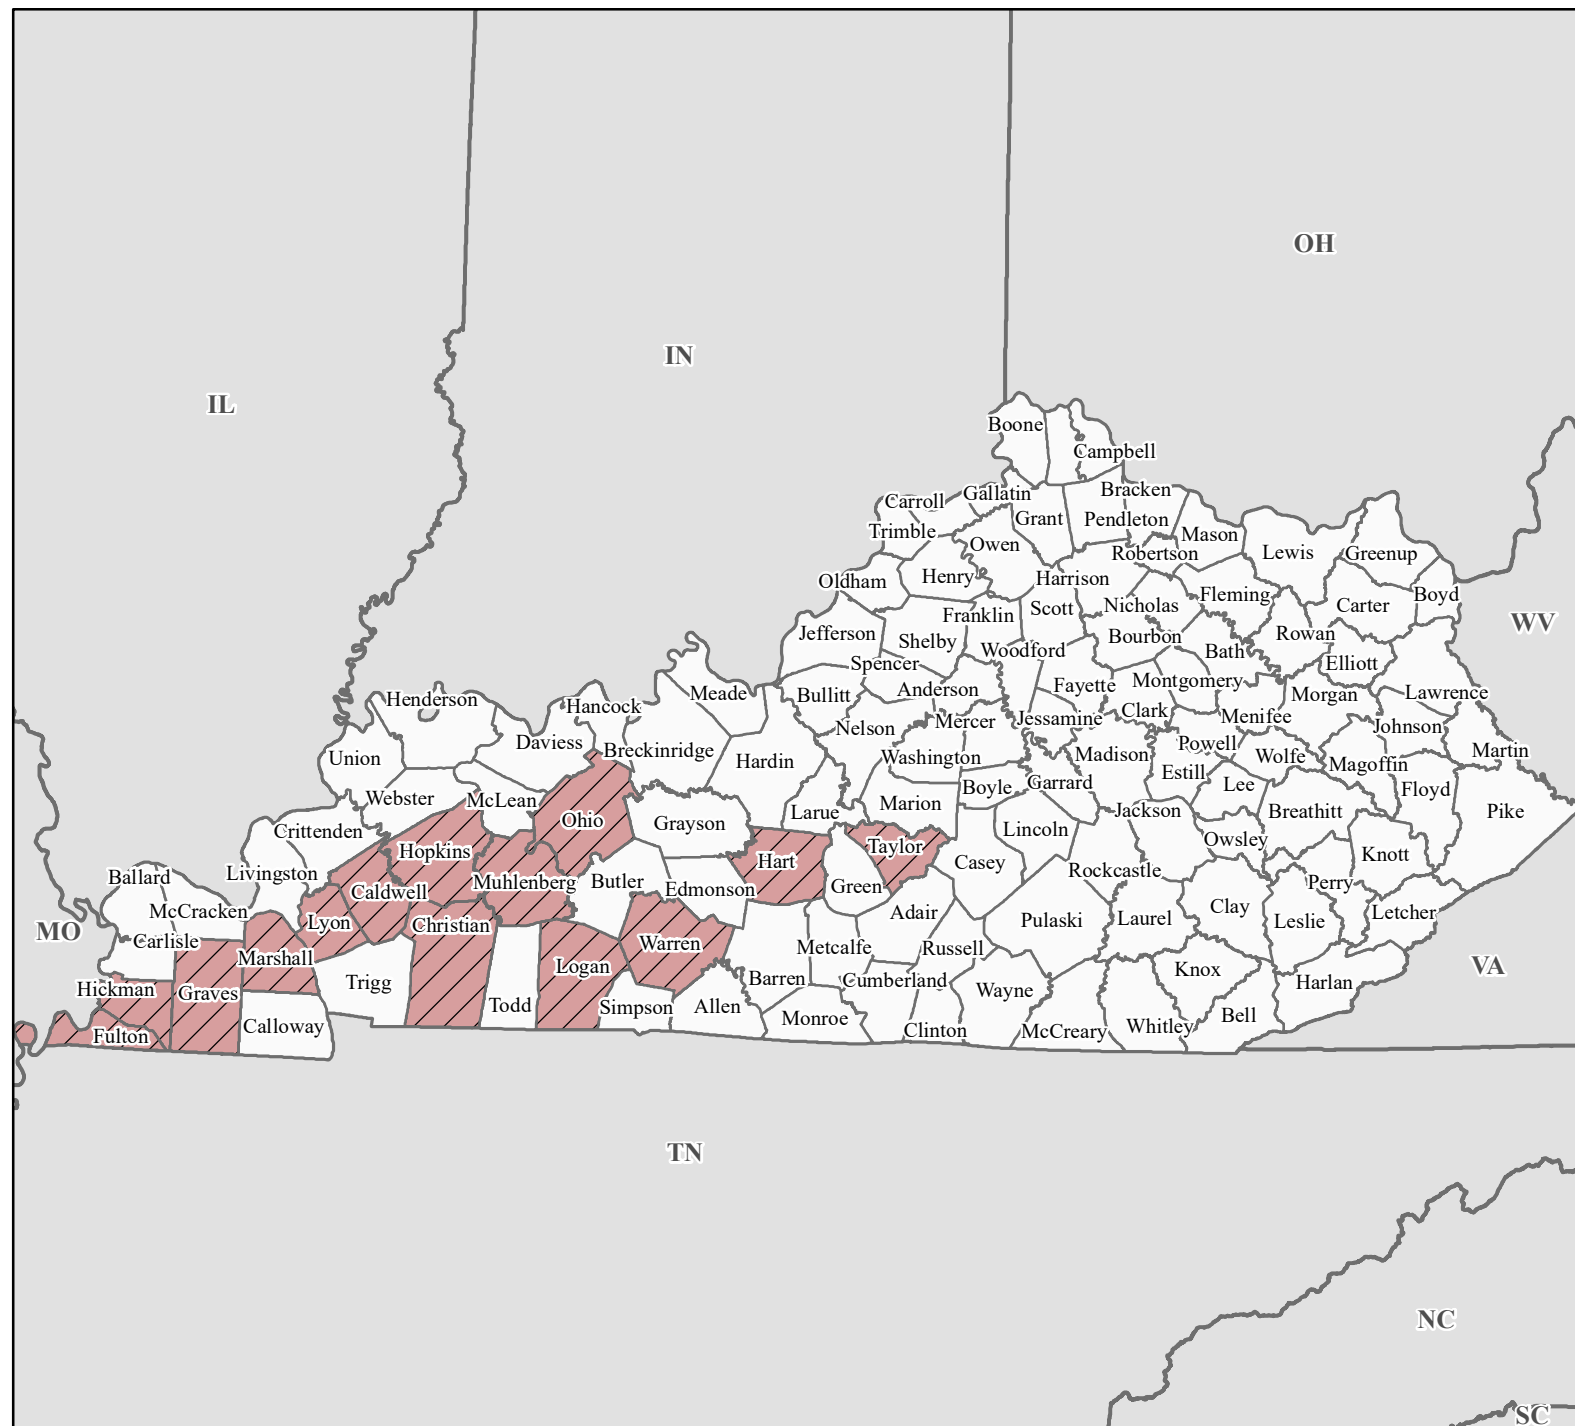 OH
IN
IL
Boone
Campbell
Carroll
Gallatin
Bracken
Grant
Pendleton
Trimble
Owen
Mason
Robertson
Lewis
Greenup
Oldham
Henry
Harrison
Fleming
Boyd
Franklin
Scott
Nicholas
Carter
WV
Jefferson
Shelby
Woodford
Bourbon
Bath
Rowan
Elliott
Spencer
Anderson
Fayette
Montgomery
Morgan
Lawrence
Henderson
Hancock
Meade
Bullitt
Nelson
Mercer
Jessamine
Clark
Menifee
Johnson
Union
Daviess
Breckinridge
Hardin
Washington
Madison
Powell
Wolfe
Magoffin
Martin
Webster
McLean
Larue
Marion
Boyle
Garrard
Estill
Lee
Breathitt
Floyd
Pike
Crittenden
Ohio
Grayson
Lincoln
Jackson
Owsley
Knott
Livingston
Hopkins
Hart
Taylor
Casey
Rockcastle
Perry
Ballard
Caldwell
Muhlenberg
Butler
Edmonson
Green
McCracken
Lyon
Christian
Adair
Pulaski
Laurel
Clay
Leslie
Letcher
MO
Carlisle
Marshall
Warren
Metcalfe
Russell
Hickman
Graves
Trigg
Logan
Barren
Cumberland
Wayne
Knox
Harlan
VA
Fulton
Calloway
Todd
Simpson
Allen
Monroe
Clinton
McCreary
Whitley
Bell
TN
NC
SC